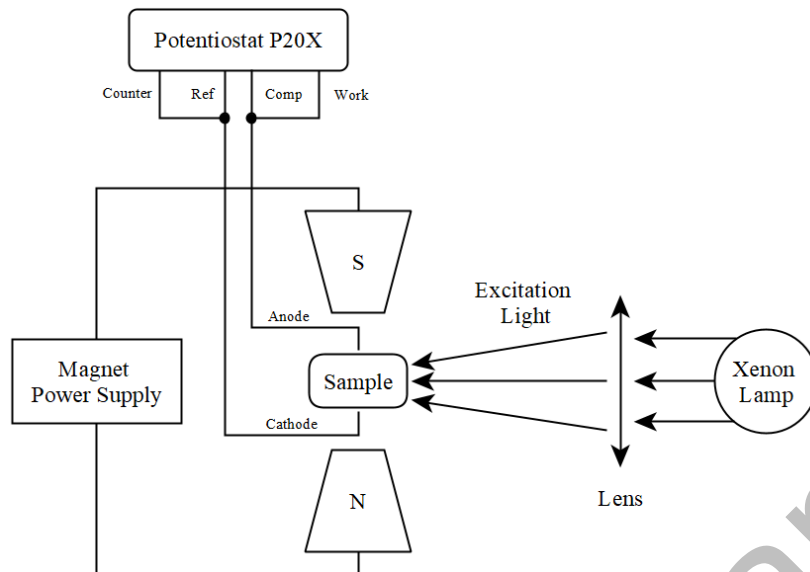 Potentiostat P20X
Counter
Ref
Comp
Work
S
Excitation
Light
Anode
Magnet
Power Supply
Sample
Xenon
Lamp
Cathode
N
Lens